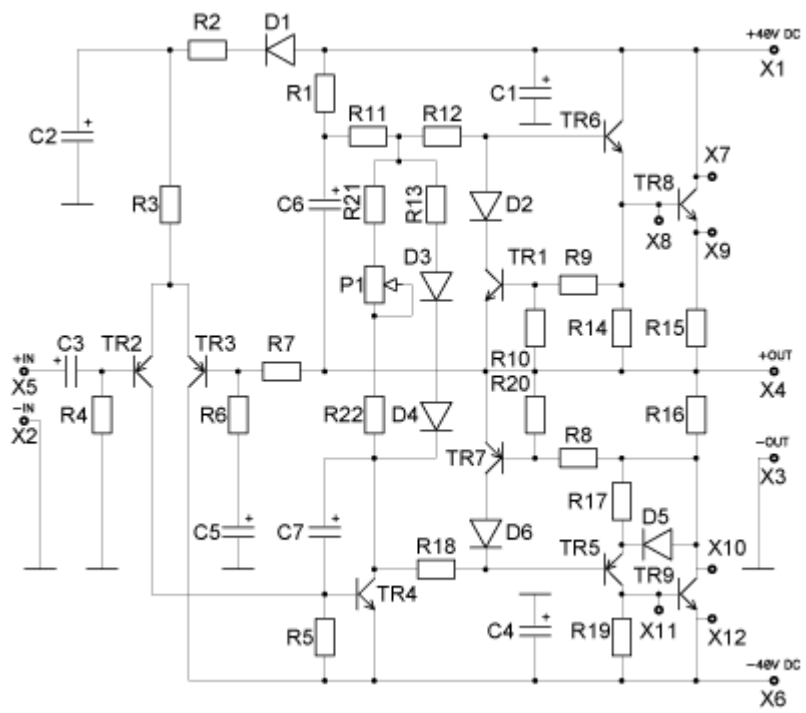 R2
D1
+40V DC
X1
R1
C1
R11
R12
TR6
C2
X7
TR8
R3
C6
R21
R13
D2
X8
X9
D3
TR1
R9
P1
R14
R15
C3
TR2
TR3
R7
R10
+IN
X5
+OUT
X4
R20
-IN
X2
R4
R6
R22
D4
R16
TR7
R8
-OUT
X3
R17
D5
C5
C7
D6
X10
R18
TR5
TR9
TR4
X11
X12
R5
C4
R19
-40V DC
X6